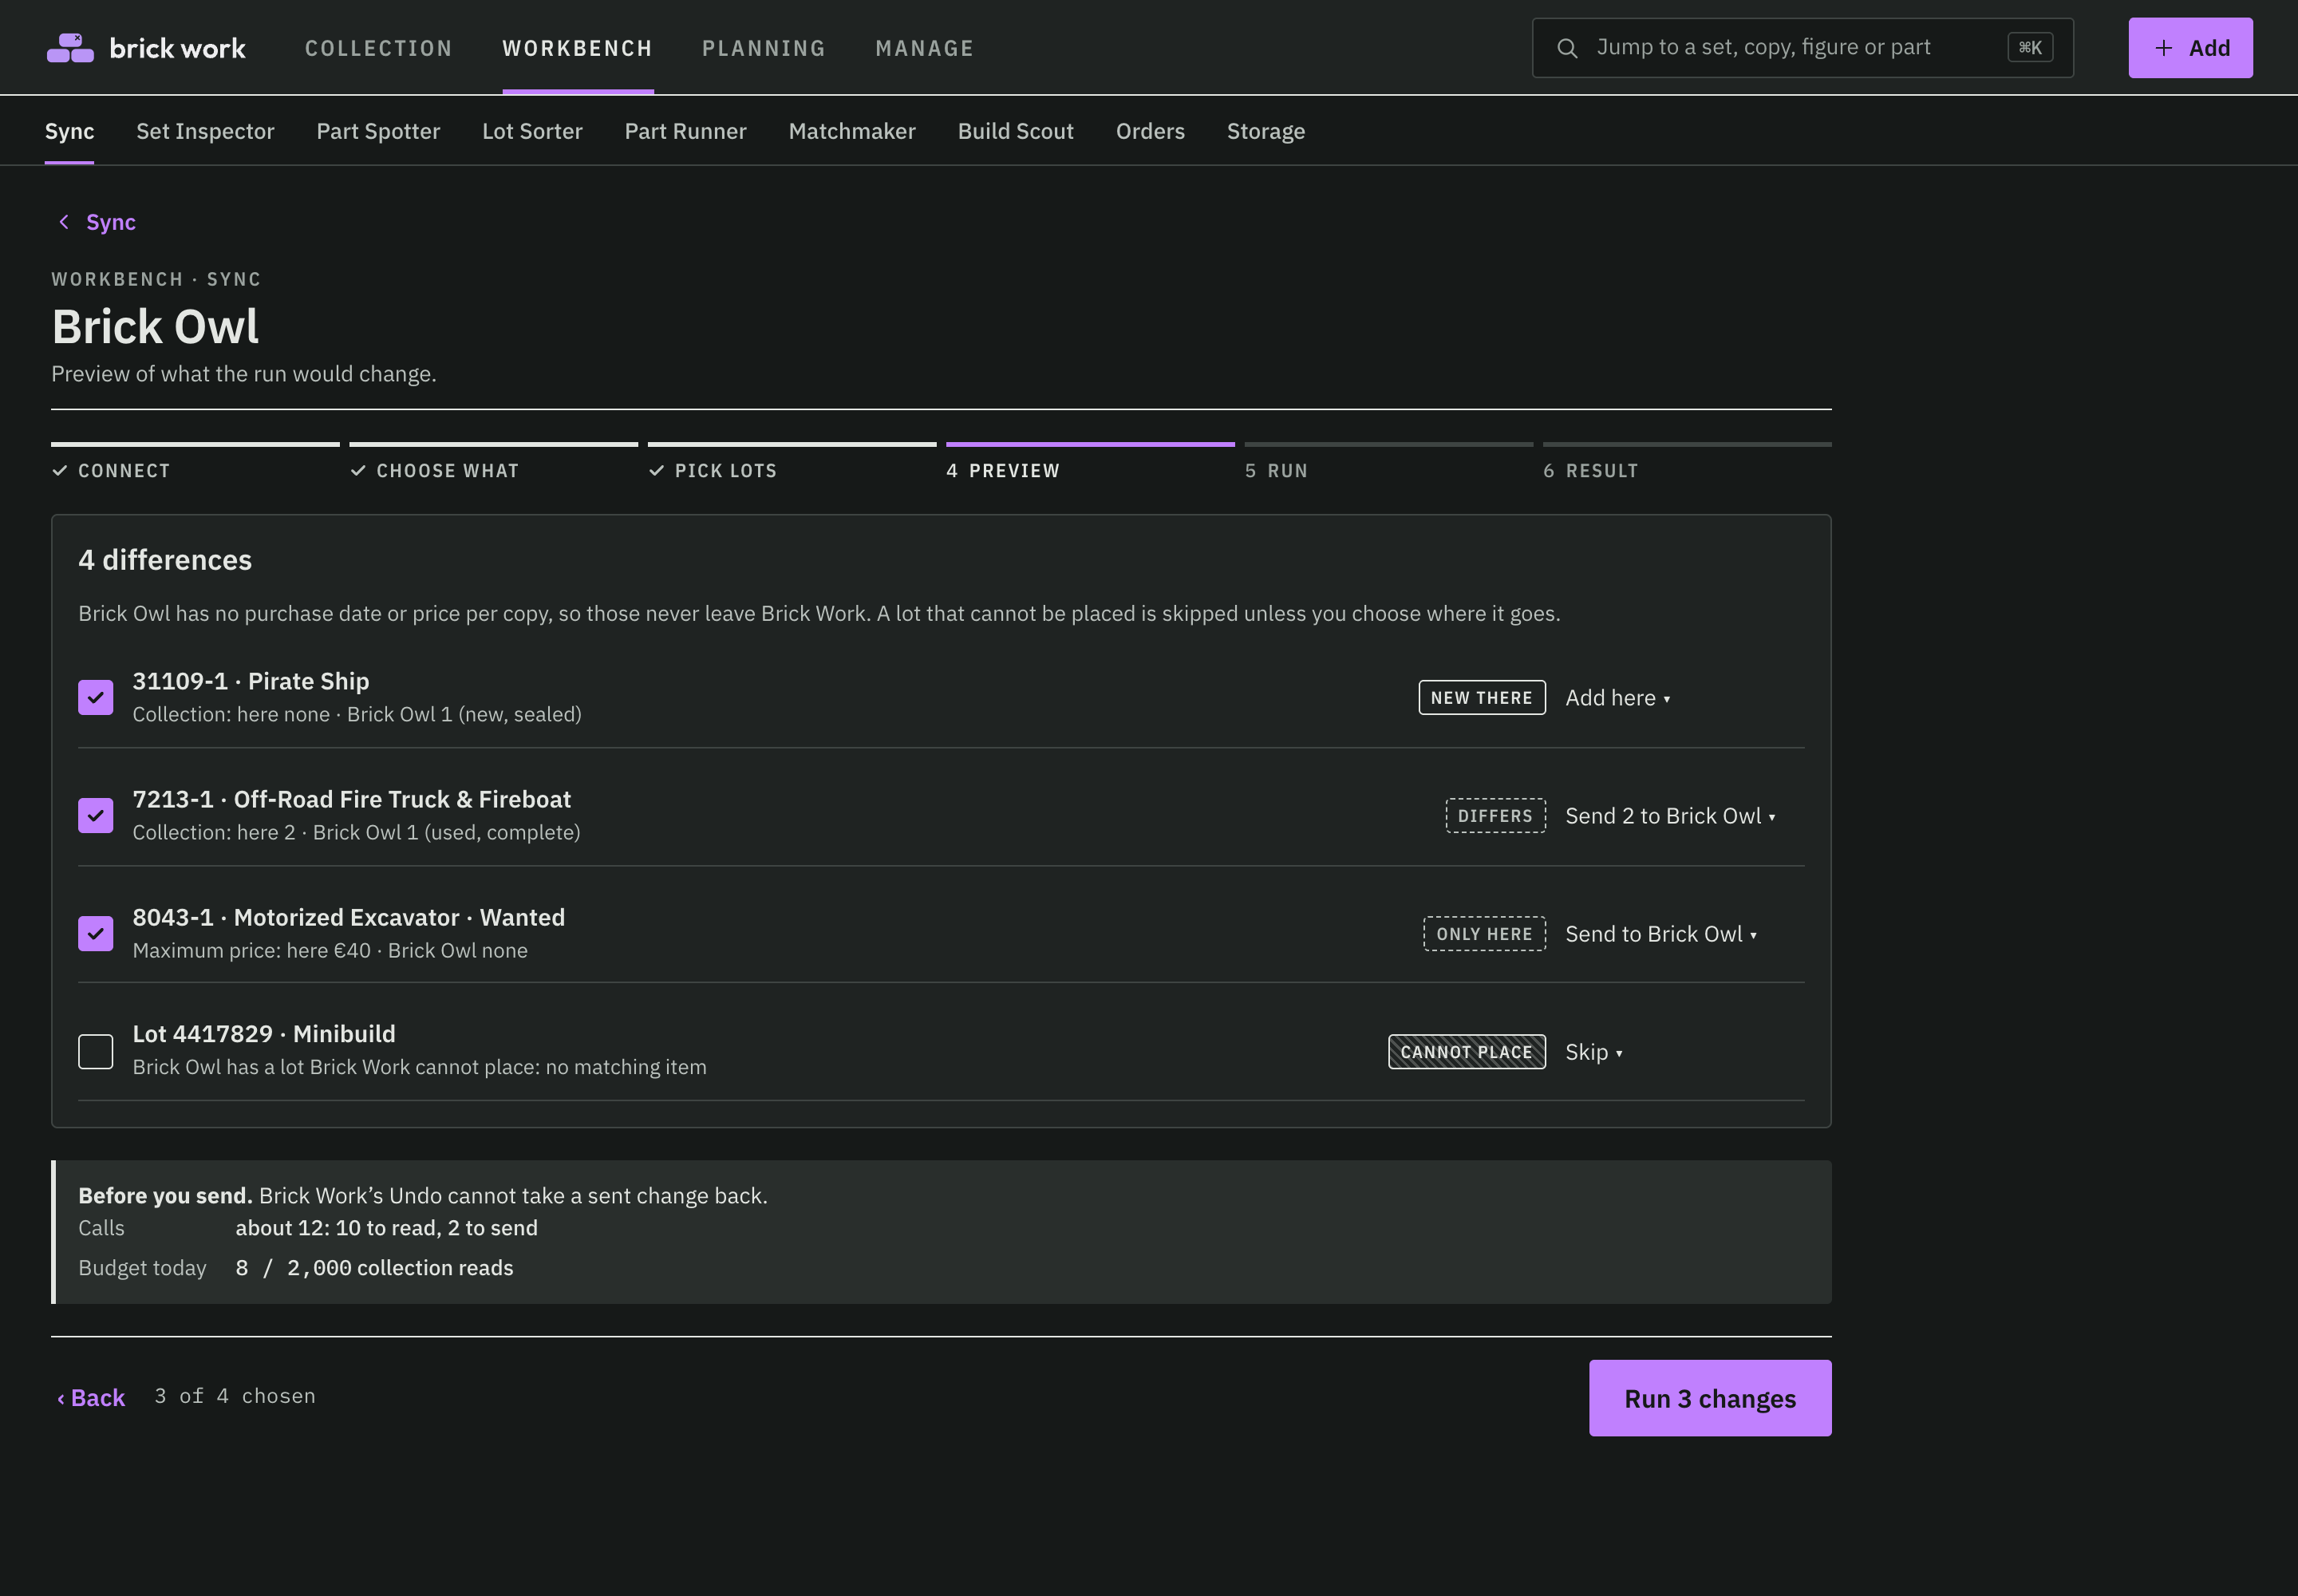 brick work
COLLECTION WORKBENCH PLANNING MANAGE
Jump to a set, copy, figure or part ⌘K
+ Add
Sync Set Inspector Part Spotter Lot Sorter Part Runner Matchmaker Build Scout Orders Storage
‹ Sync
WORKBENCH · SYNC
Brick Owl
Preview of what the run would change.
✓ CONNECT ✓ CHOOSE WHAT ✓ PICK LOTS 4 PREVIEW 5 RUN 6 RESULT
4 differences
Brick Owl has no purchase date or price per copy, so those never leave Brick Work. A lot that cannot be placed is skipped unless you choose where it goes.
31109-1 · Pirate Ship
Collection: here none · Brick Owl 1 (new, sealed)
NEW THERE Add here ▾
7213-1 · Off-Road Fire Truck & Fireboat
Collection: here 2 · Brick Owl 1 (used, complete)
DIFFERS Send 2 to Brick Owl ▾
8043-1 · Motorized Excavator · Wanted
Maximum price: here €40 · Brick Owl none
ONLY HERE Send to Brick Owl ▾
Lot 4417829 · Minibuild
Brick Owl has a lot Brick Work cannot place: no matching item
CANNOT PLACE Skip ▾
Before you send. Brick Work’s Undo cannot take a sent change back.
Calls about 12: 10 to read, 2 to send
Budget today 8 / 2,000 collection reads
‹ Back 3 of 4 chosen
Run 3 changes